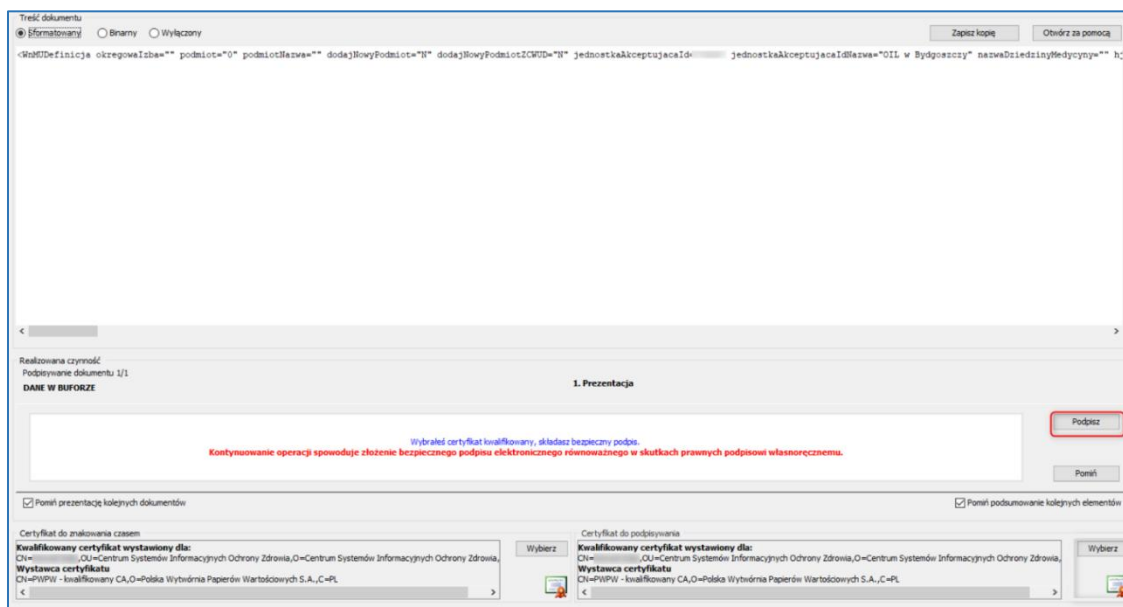 Treść dokumentu
Sformatowany Binarny Wyłączony Zapisz kopię Otwórz za pomocą
<WnMUDefinicja okregowaIzba="" podmiot="0" podmiotNazwa="" dodajNowyPodmiot="N" dodajNowyPodmiotZCWUD="N" jednostkaAkceptujacaId= jednostkaAkceptujacaIdNazwa="OIL w Bydgoszczy" nazwaDziedzinyMedycyny=""
Realizowana czynność
Podpisywanie dokumentu 1/1
DANE W BUFORZE
1. Prezentacja
Podpisz
Wybrałeś certyfikat kwalifikowany, składasz bezpieczny podpis.
Kontynuowanie operacji spowoduje złożenie bezpiecznego podpisu elektronicznego równoważnego w skutkach prawnych podpisowi własnoręcznemu.
Pomiń
Pomiń prezentację kolejnych dokumentów Pomiń podsumowanie kolejnych elementów
Certyfikat do znakowania czasem
Kwalifikowany certyfikat wystawiony dla: Wybierz
CN= ,OU=Centrum Systemów Informacyjnych Ochrony Zdrowia,O=Centrum Systemów Informacyjnych Ochrony Zdrowia,
Wystawca certyfikatu
CN=PWPW - kwalifikowany CA,O=Polska Wytwórnia Papierów Wartościowych S.A.,C=PL
Certyfikat do podpisywania
Kwalifikowany certyfikat wystawiony dla: Wybierz
CN= ,OU=Centrum Systemów Informacyjnych Ochrony Zdrowia,O=Centrum Systemów Informacyjnych Ochrony Zdrowia,
Wystawca certyfikatu
CN=PWPW - kwalifikowany CA,O=Polska Wytwórnia Papierów Wartościowych S.A.,C=PL